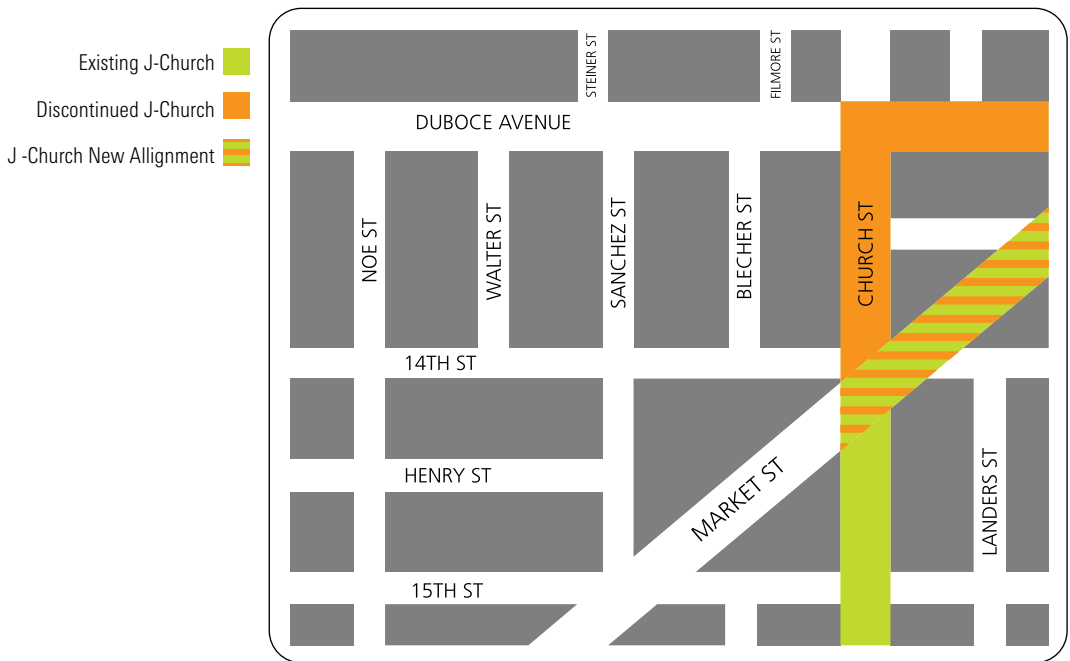 Existing J-Church
Discontinued J-Church
J -Church New Allignment
STEINER ST
FILMORE ST
DUBOCE AVENUE
NOE ST
WALTER ST
SANCHEZ ST
BLECHER ST
CHURCH ST
14TH ST
HENRY ST
MARKET ST
LANDERS ST
15TH ST